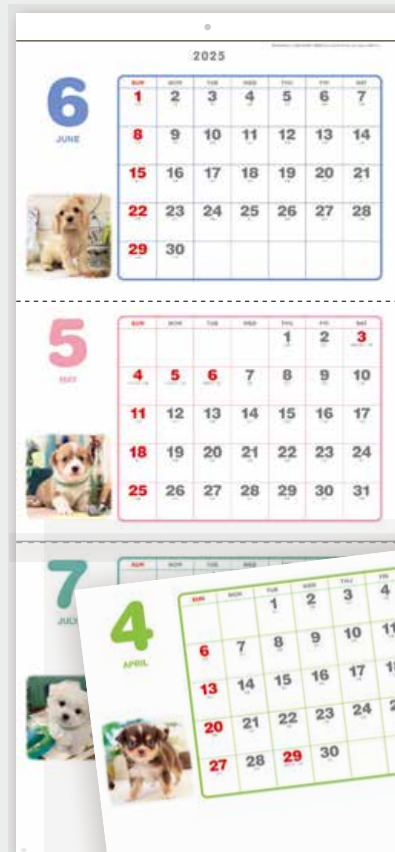 2025
6
JUNE
SUN MON TUE WED THU FRI SAT
1 2 3 4 5 6 7
8 9 10 11 12 13 14
15 16 17 18 19 20 21
22 23 24 25 26 27 28
29 30
5
MAY
SUN MON TUE WED THU FRI SAT
1 2 3
4 5 6 7 8 9 10
11 12 13 14 15 16 17
18 19 20 21 22 23 24
25 26 27 28 29 30 31
7
JULY
SUN MON TUE WED
4
APRIL
SUN MON TUE WED THU FRI
1 2 3 4
6 7 8 9 10 11
13 14 15 16 17
20 21 22 23 24
27 28 29 30